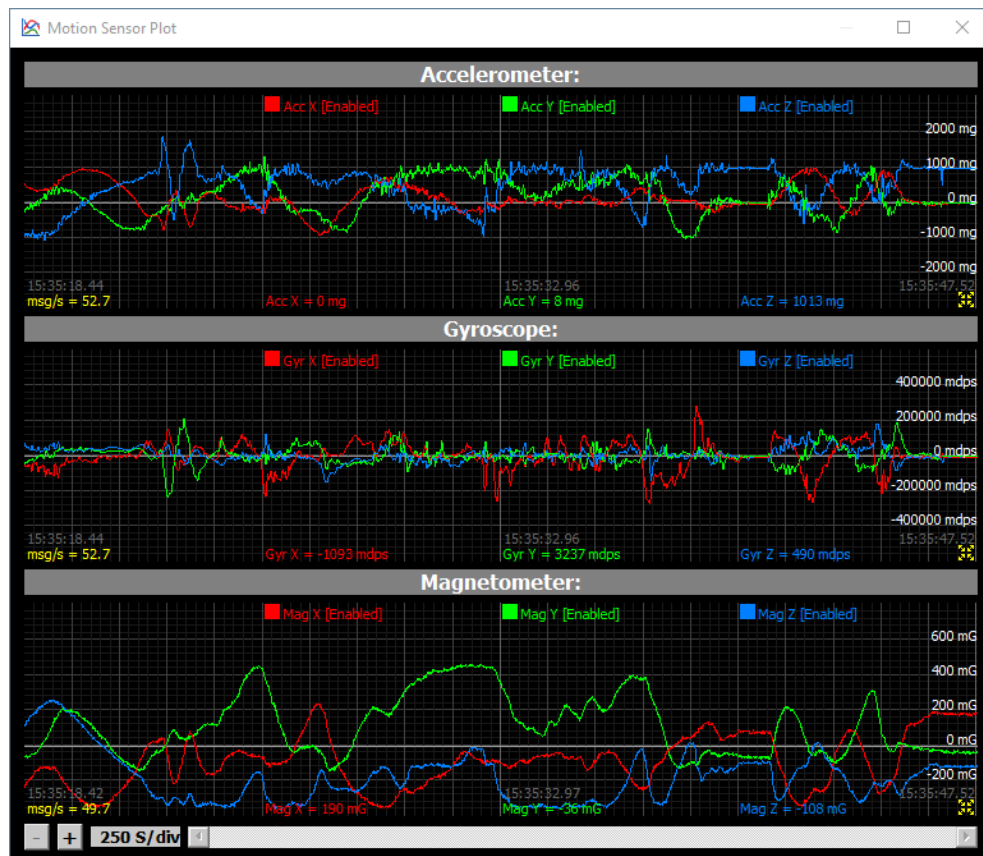 Motion Sensor Plot
Accelerometer:
Acc X [Enabled] Acc Y [Enabled] Acc Z [Enabled]
2000 mg
1000 mg
0 mg
-1000 mg
-2000 mg
15:35:18.44 15:35:32.96 15:35:47.52
msg/s = 52.7 Acc X = 0 mg Acc Y = 8 mg Acc Z = 1013 mg
Gyroscope:
Gyr X [Enabled] Gyr Y [Enabled] Gyr Z [Enabled]
400000 mdps
200000 mdps
0 mdps
-200000 mdps
-400000 mdps
15:35:18.44 15:35:32.96 15:35:47.52
msg/s = 52.7 Gyr X = -1093 mdps Gyr Y = 3237 mdps Gyr Z = 490 mdps
Magnetometer:
Mag X [Enabled] Mag Y [Enabled] Mag Z [Enabled]
600 mG
400 mG
200 mG
0 mG
-200 mG
15:35:18.42 15:35:32.97 15:35:47.52
msg/s = 49.7 Mag X = 190 mG Mag Y = -36 mG Mag Z = -108 mG
- + 250 S/div